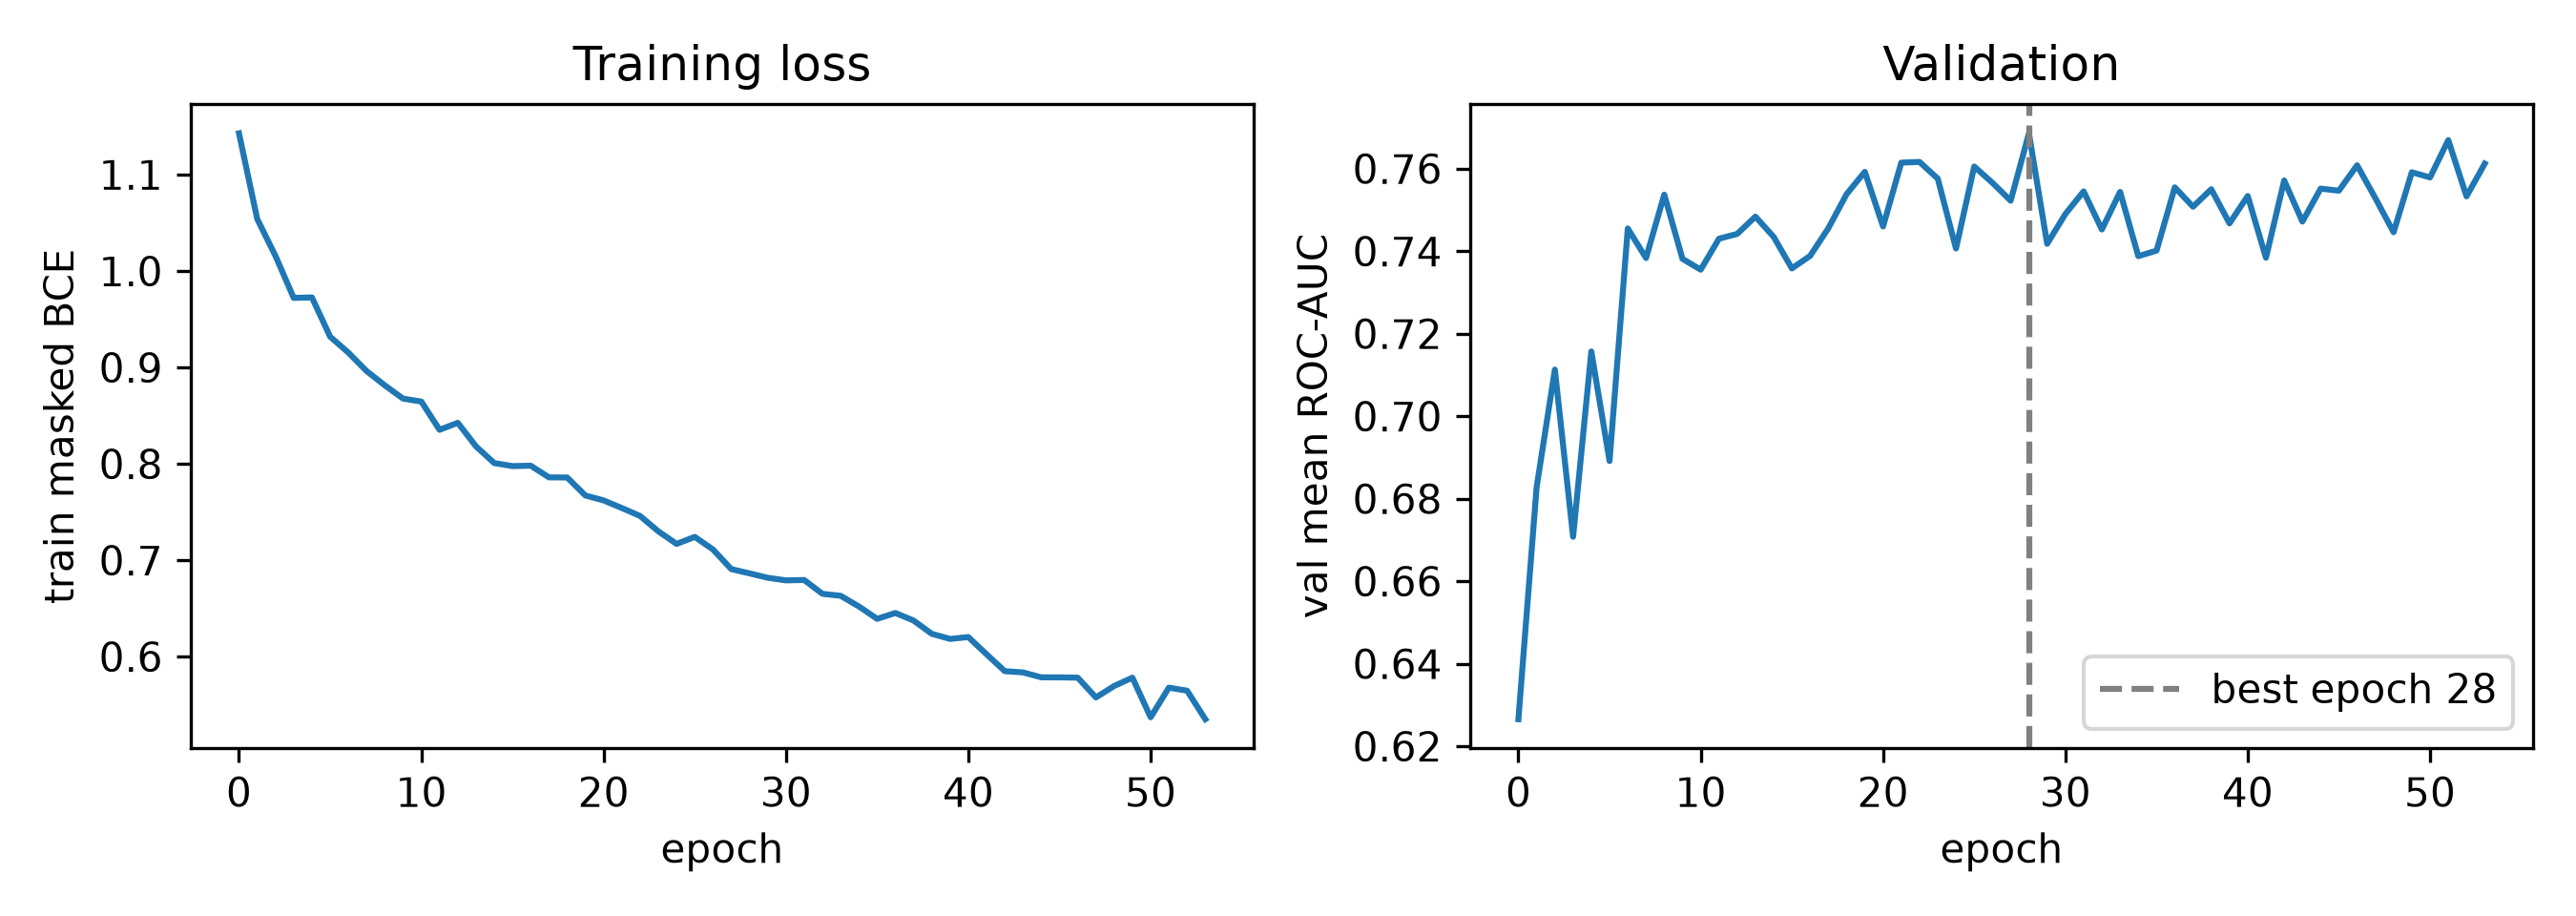 Training loss
train masked BCE
1.1
1.0
0.9
0.8
0.7
0.6
0 10 20 30 40 50
epoch
Validation
val mean ROC-AUC
0.76
0.74
0.72
0.70
0.68
0.66
0.64
0.62
best epoch 28
0 10 20 30 40 50
epoch